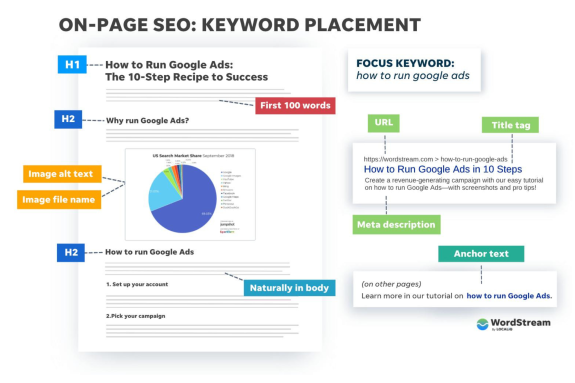 ON-PAGE SEO: KEYWORD PLACEMENT
H1
How to Run Google Ads:
The 10-Step Recipe to Success
First 100 words
H2
Why run Google Ads?
US Search Market Share September 2018
Image alt text
Image file name
H2
How to run Google Ads
Naturally in body
1. Set up your account
2.Pick your campaign
FOCUS KEYWORD:
how to run google ads
URL
Title tag
https://wordstream.com > how-to-run-google-ads
How to Run Google Ads in 10 Steps
Create a revenue-generating campaign with our easy tutorial
on how to run Google Ads—with screenshots and pro tips!
Meta description
Anchor text
(on other pages)
Learn more in our tutorial on how to run Google Ads.
WordStream